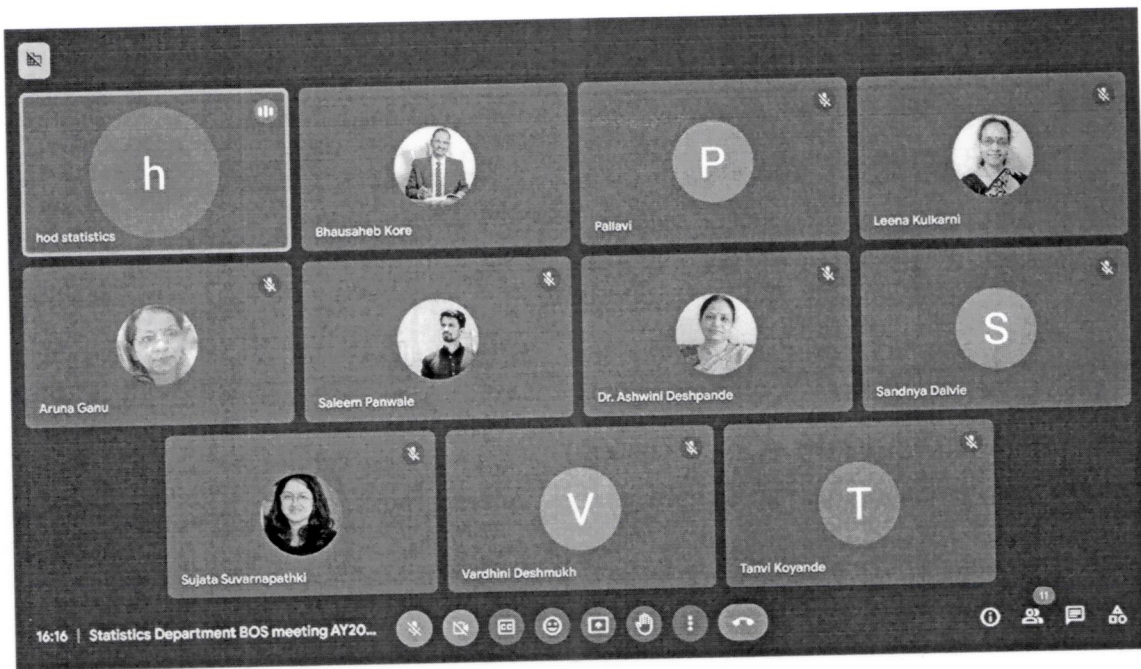 h
hod statistics
Bhausaheb Kore
P
Pallavi
Leena Kulkarni
Aruna Ganu
Saleem Panwale
Dr. Ashwini Deshpande
S
Sandnya Dalvie
Sujata Suvarnapathki
V
Vardhini Deshmukh
T
Tanvi Koyande
11
16:16 | Statistics Department BOS meeting AY20...
CC